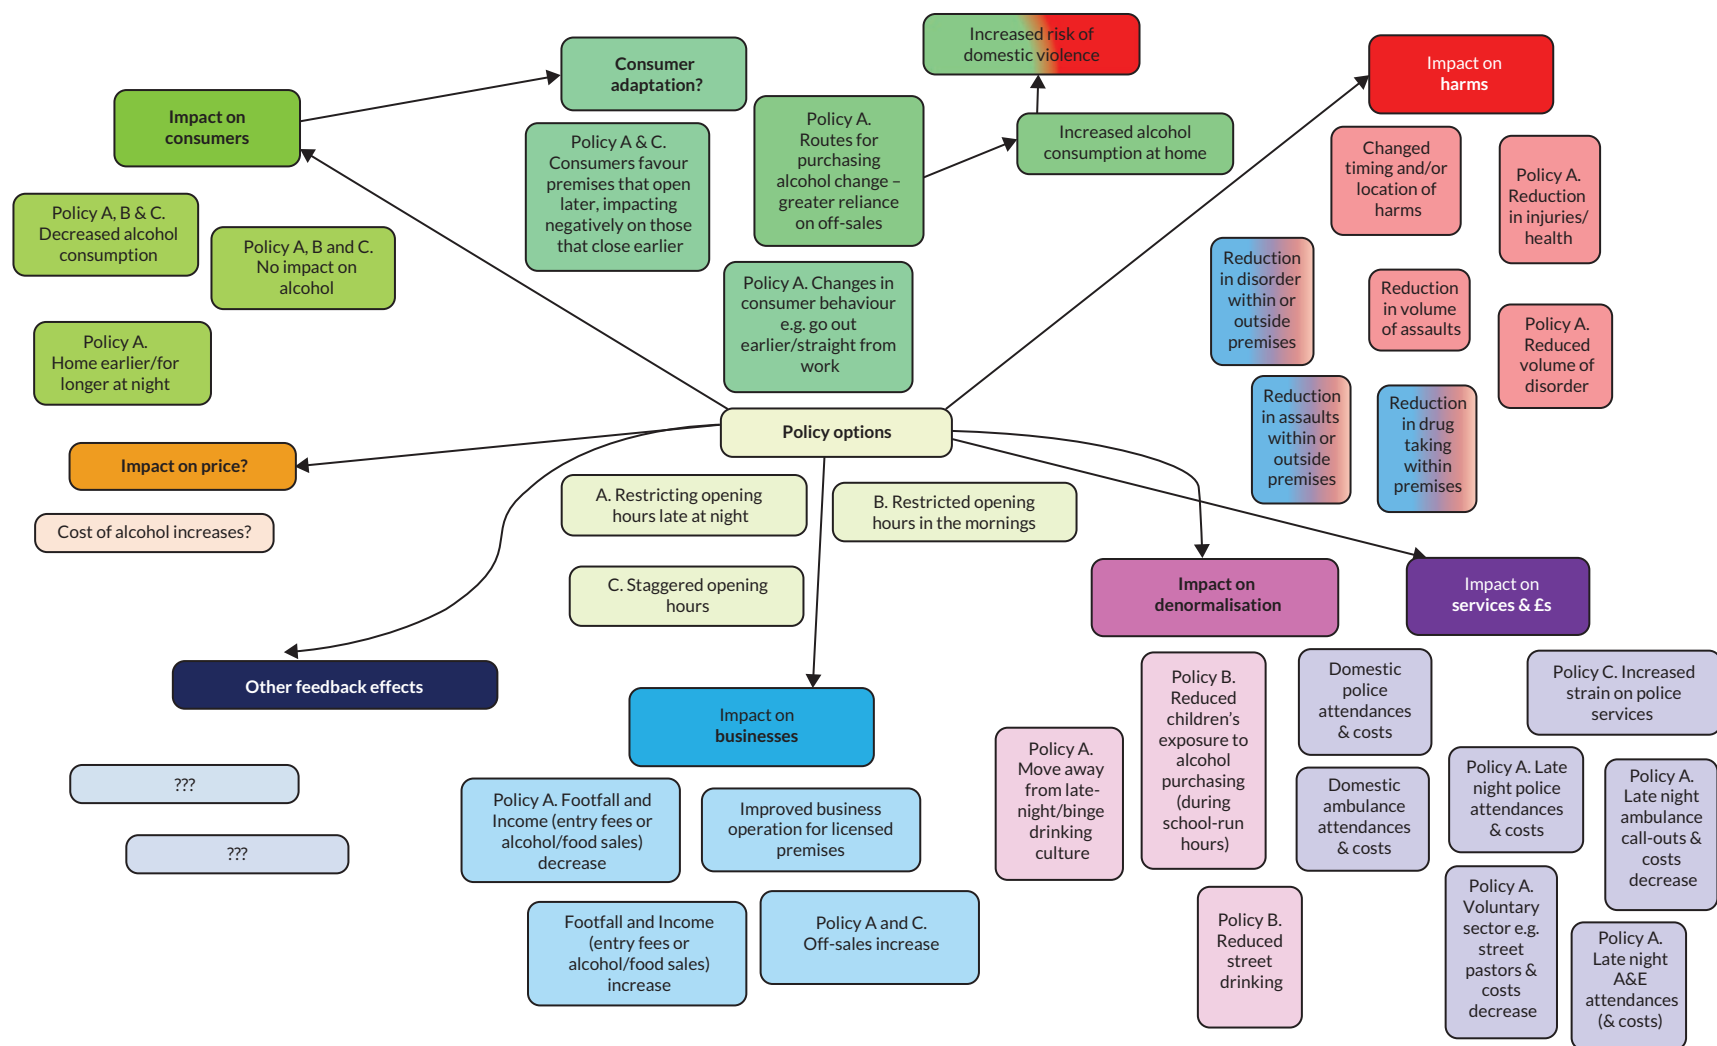 Increased risk of
domestic violence
Consumer
adaptation?
Impact on
harms
Impact on
consumers
Policy A.
Routes for
purchasing
alcohol change –
greater reliance
on off-sales
Increased alcohol
consumption at home
Policy A & C.
Consumers favour
premises that open
later, impacting
negatively on those
that close earlier
Changed
timing and/or
location of
harms
Policy A.
Reduction
in injuries/
health
Policy A, B & C.
Decreased alcohol
consumption
Policy A, B and C.
No impact on
alcohol
Policy A. Changes in
consumer behaviour
e.g. go out
earlier/straight from
work
Reduction
in disorder
within or
outside
premises
Reduction
in volume
of assaults
Policy A.
Reduced
volume of
disorder
Policy A.
Home earlier/for
longer at night
Reduction
in assaults
within or
outside
premises
Reduction
in drug
taking
within
premises
Policy options
Impact on price?
Cost of alcohol increases?
A. Restricting opening
hours late at night
B. Restricted opening
hours in the mornings
C. Staggered opening
hours
Impact on
denormalisation
Impact on
services & £s
Other feedback effects
Impact on
businesses
???
???
Policy A. Footfall and
Income (entry fees or
alcohol/food sales)
decrease
Improved business
operation for licensed
premises
Footfall and Income
(entry fees or
alcohol/food sales)
increase
Policy A and C.
Off-sales increase
Policy A.
Move away
from late-
night/binge
drinking
culture
Policy B.
Reduced
children’s
exposure to
alcohol
purchasing
(during
school-run
hours)
Policy B.
Reduced
street
drinking
Domestic
police
attendances
& costs
Policy C. Increased
strain on police
services
Domestic
ambulance
attendances
& costs
Policy A. Late
night police
attendances
& costs
Policy A.
Late night
ambulance
call-outs &
costs
decrease
Policy A.
Voluntary
sector e.g.
street
pastors &
costs
decrease
Policy A.
Late night
A&E
attendances
(& costs)